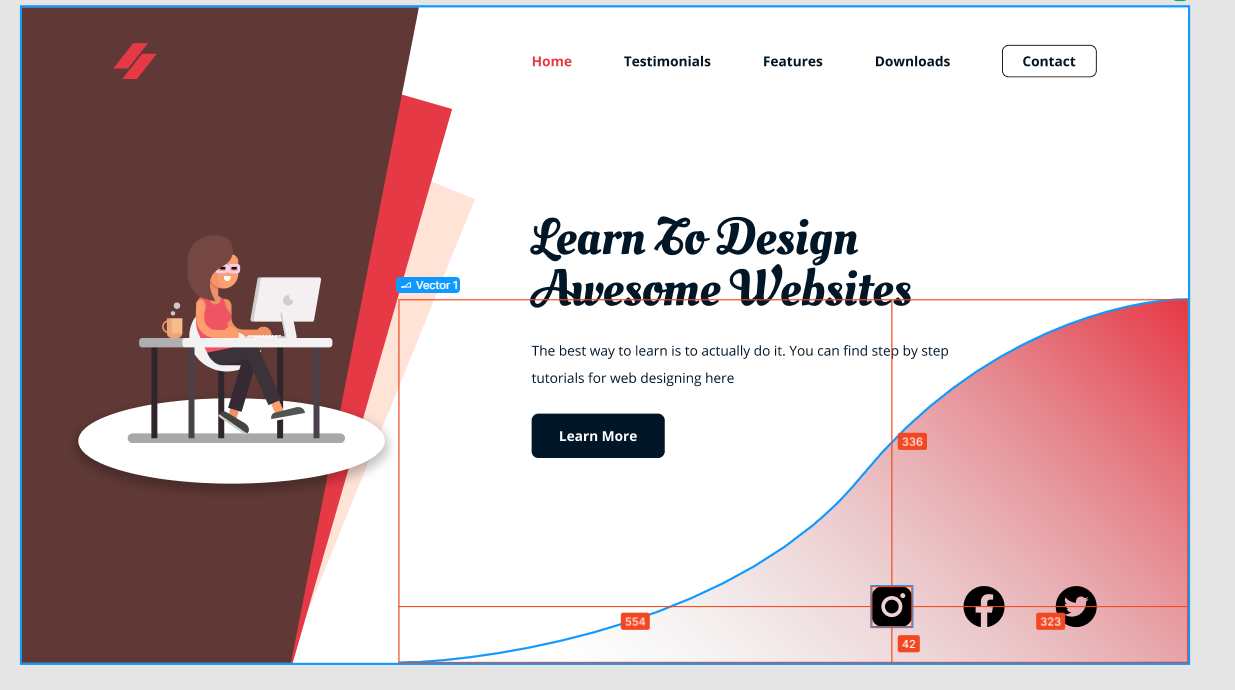 Home Testimonials Features Downloads Contact
Learn To Design
Awesome Websites
Vector 1
The best way to learn is to actually do it. You can find step by step
tutorials for web designing here
Learn More
336
554
323
42